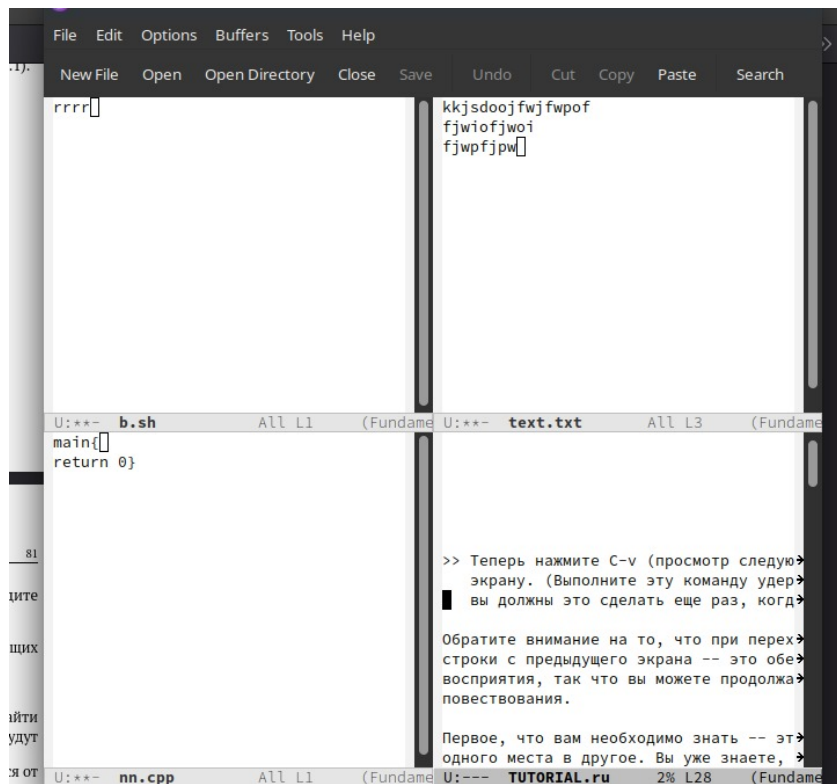 File Edit Options Buffers Tools Help
New File Open Open Directory Close Save Undo Cut Copy Paste Search
rrrr
U:**- b.sh All L1 (Fundame
kkjsdoojfwjfwpof
fjwiofjwoi
fjwpfjpw
U:**- text.txt All L3 (Fundame
main{
return 0}
U:**- nn.cpp All L1 (Fundame
>> Теперь нажмите C-v (просмотр следую
экрану. (Выполните эту команду удер
вы должны это сделать еще раз, когд
Обратите внимание на то, что при перех
строки с предыдущего экрана -- это обе
восприятия, так что вы можете продолжа
повествования.
Первое, что вам необходимо знать -- эт
одного места в другое. Вы уже знаете,
U:--- TUTORIAL.ru 2% L28 (Fundame
81
щих